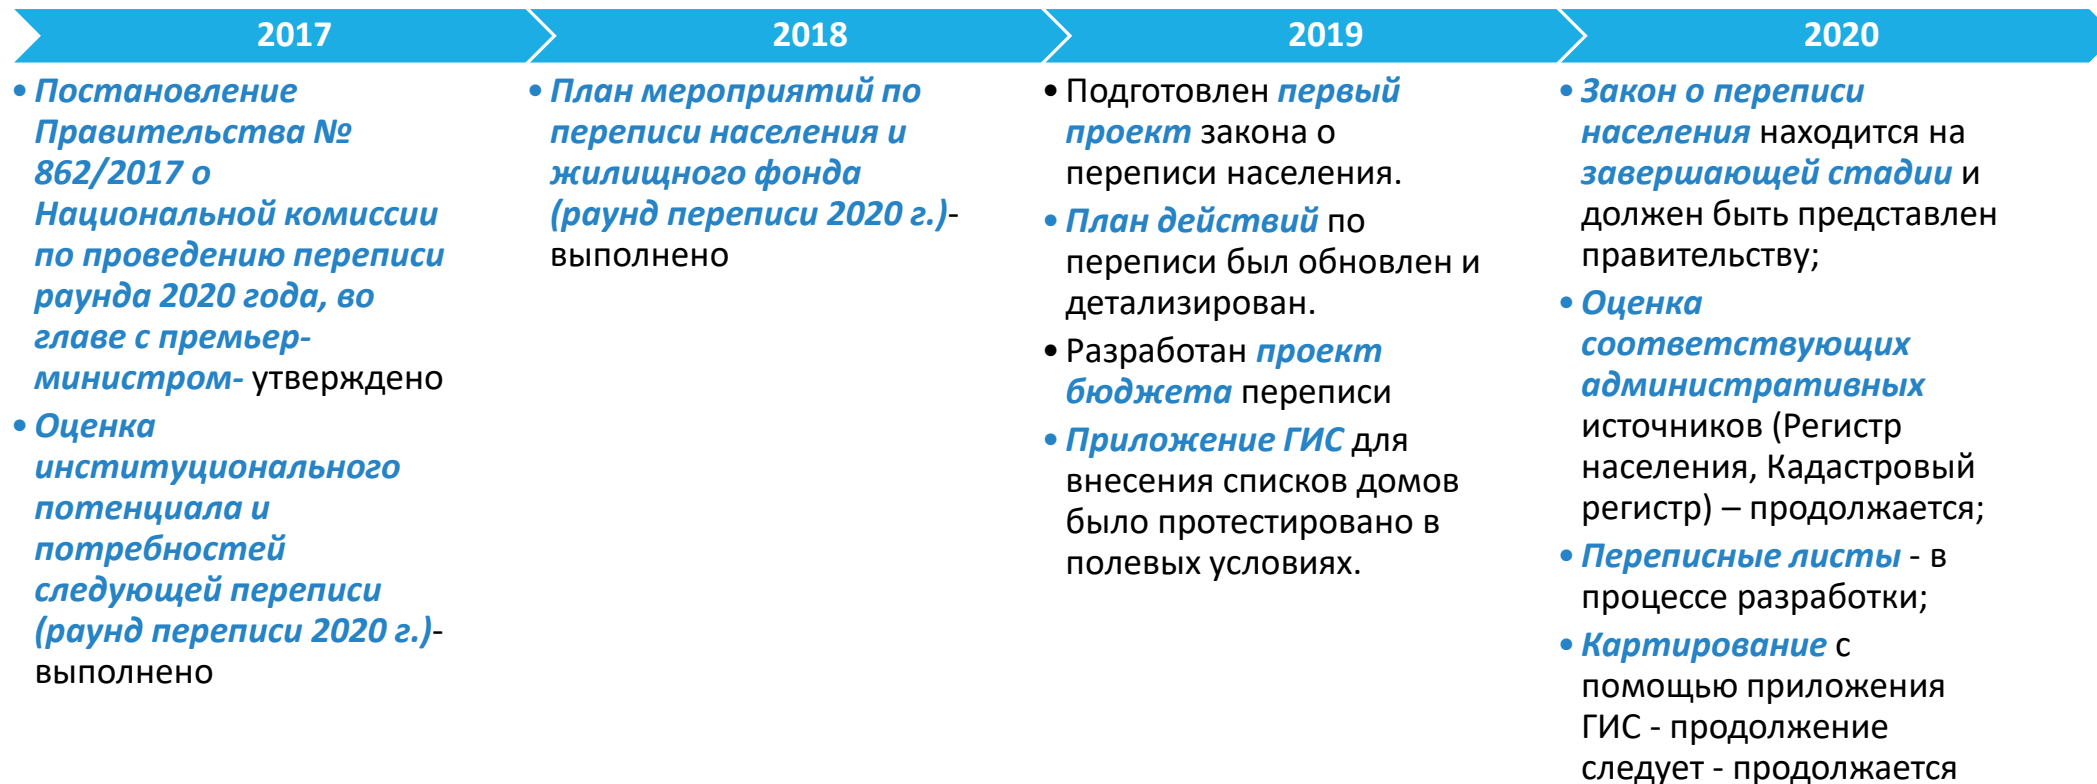 2017
2018
2019
2020
• Постановление
Правительства №
862/2017 о
Национальной комиссии
по проведению переписи
раунда 2020 года, во
главе с премьер-
министром- утверждено
• Оценка
институционального
потенциала и
потребностей
следующей переписи
(раунд переписи 2020 г.)-
выполнено
• План мероприятий по
переписи населения и
жилищного фонда
(раунд переписи 2020 г.)-
выполнено
• Подготовлен первый
проект закона о
переписи населения.
• План действий по
переписи был обновлен и
детализирован.
• Разработан проект
бюджета переписи
• Приложение ГИС для
внесения списков домов
было протестировано в
полевых условиях.
• Закон о переписи
населения находится на
завершающей стадии и
должен быть представлен
правительству;
• Оценка
соответствующих
административных
источников (Регистр
населения, Кадастровый
регистр) – продолжается;
• Переписные листы - в
процессе разработки;
• Картирование с
помощью приложения
ГИС - продолжение
следует - продолжается